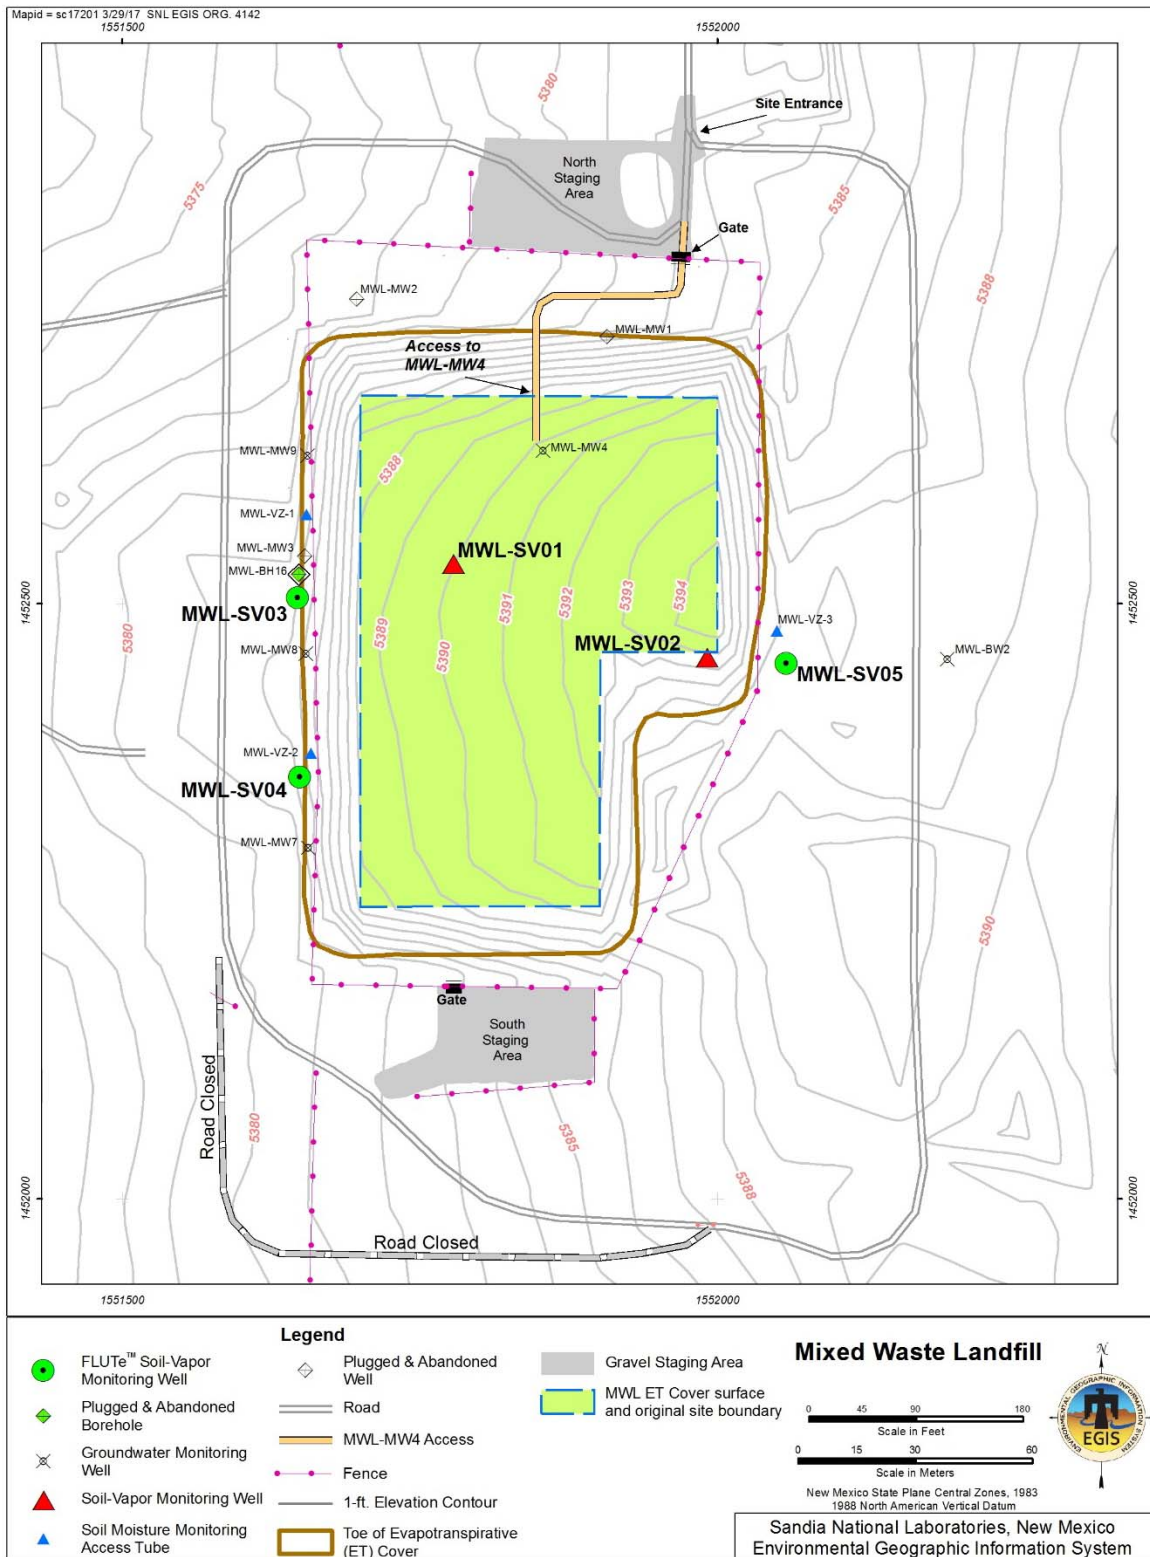 Mapid = sc17201 3/29/17 SNL EGIS ORG. 4142
1551500
1552000
5380
Site Entrance
North
Staging
Area
5375
5385
Gate
5388
MWL-MW2
MWL-MW1
Access to
MWL-MW4
MWL-MW9
MWL-MW4
5388
MWL-VZ-1
MWL-MW3
MWL-SV01
MWL-BH16
MWL-SV03
1452500
1452500
5380
5389
5390
5391
5392
5393
5394
MWL-VZ-3
MWL-MW8
MWL-SV02
MWL-SV05
MWL-BW2
MWL-VZ-2
MWL-SV04
MWL-MW7
5390
Gate
South
Staging
Area
Road Closed
5380
5385
5388
1452000
1452000
Road Closed
1551500
1552000
Legend
FLUTe™ Soil-Vapor
Monitoring Well
Plugged & Abandoned
Borehole
Groundwater Monitoring
Well
Soil-Vapor Monitoring Well
Soil Moisture Monitoring
Access Tube
Plugged & Abandoned
Well
Road
MWL-MW4 Access
Fence
1-ft. Elevation Contour
Toe of Evapotranspirative
(ET) Cover
Gravel Staging Area
MWL ET Cover surface
and original site boundary
Mixed Waste Landfill
0 45 90 180
Scale in Feet
0 15 30 60
Scale in Meters
New Mexico State Plane Central Zones, 1983
1988 North American Vertical Datum
N
ENVIRONMENTAL GEOGRAPHIC INFORMATION SYSTEM
EGIS
Sandia National Laboratories, New Mexico
Environmental Geographic Information System